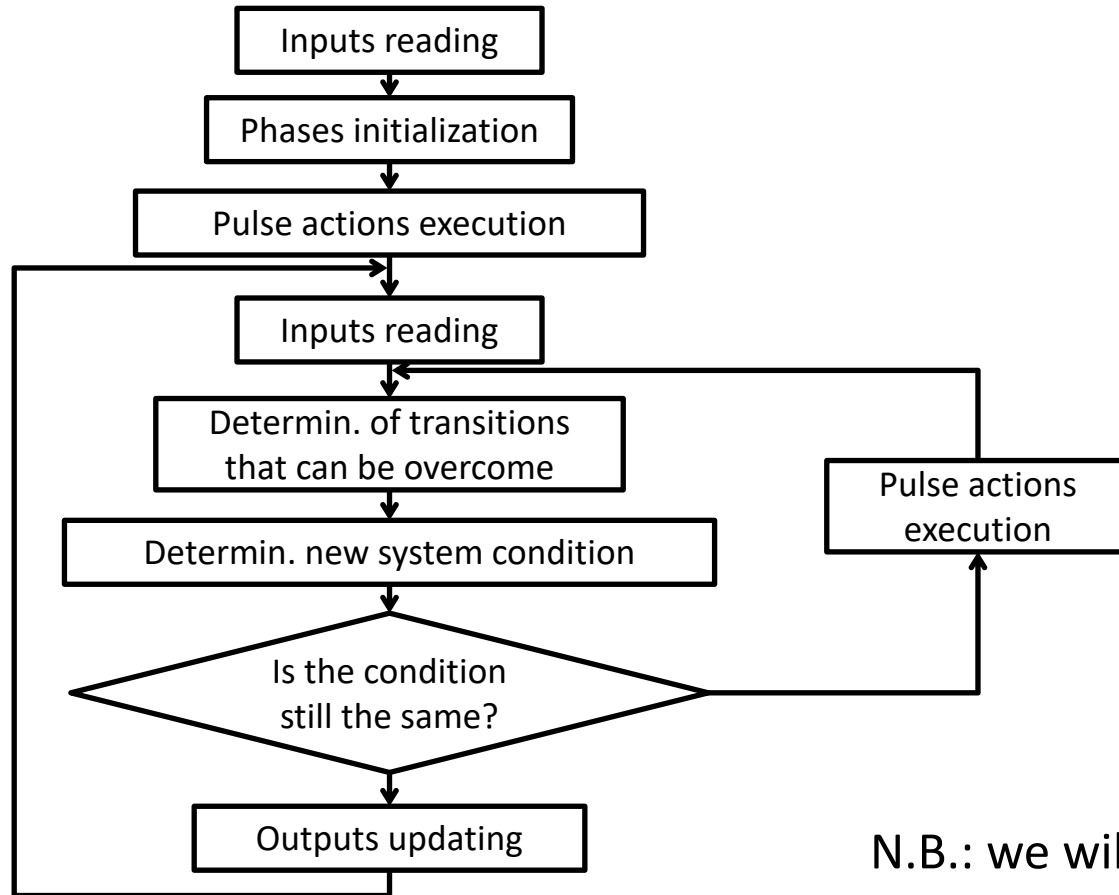 Inputs reading
Phases initialization
Pulse actions execution
Inputs reading
Determin. of transitions
that can be overcome
Pulse actions
execution
Determin. new system condition
Is the condition
still the same?
Outputs updating
N.B.: we wil